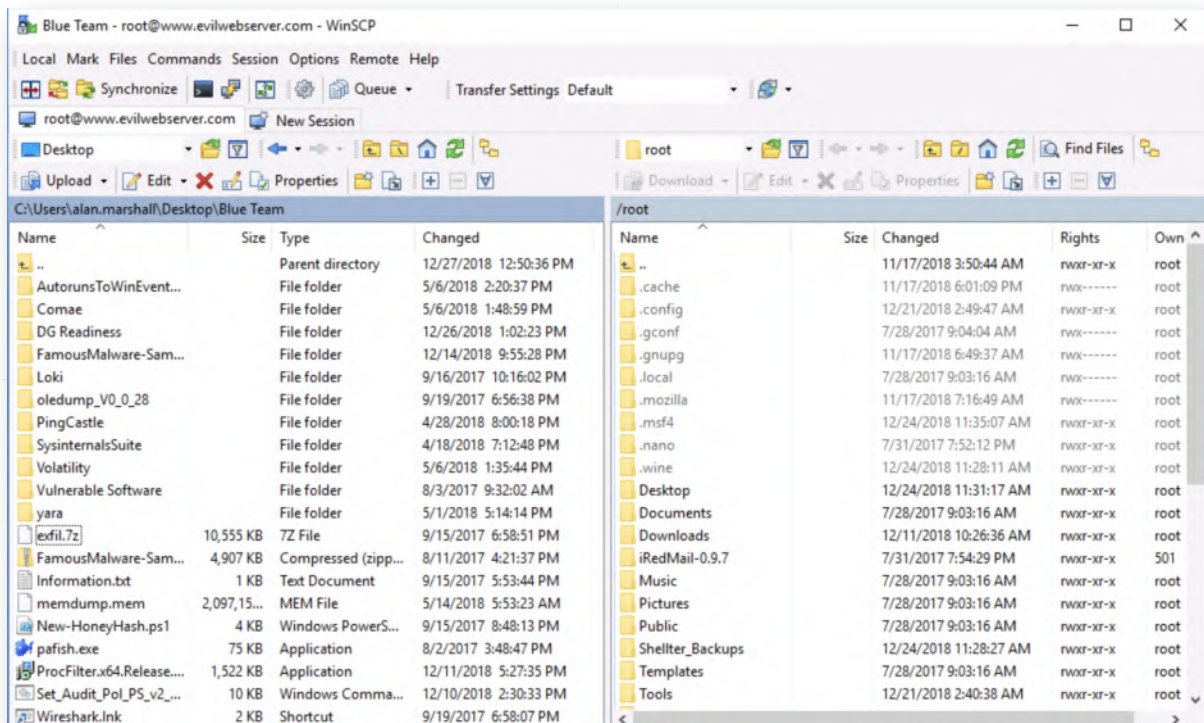 Blue Team - root@www.evilwebserver.com - WinSCP
Local Mark Files Commands Session Options Remote Help
Synchronize Queue Transfer Settings Default
root@www.evilwebserver.com New Session
Desktop root Find Files
Upload Edit Properties Download Edit Properties
C:\Users\alan.marshall\Desktop\Blue Team /root
Name Size Type Changed Name Size Changed Rights Own
.. Parent directory 12/27/2018 12:50:36 PM .. 11/17/2018 3:50:44 AM rwxr-xr-x root
AutorunsToWinEvent... File folder 5/6/2018 2:20:37 PM .cache 11/17/2018 6:01:09 PM rwx------ root
Comae File folder 5/6/2018 1:48:59 PM .config 12/21/2018 2:49:47 AM rwxr-xr-x root
DG Readiness File folder 12/26/2018 1:02:23 PM .gconf 7/28/2017 9:04:04 AM rwx------ root
FamousMalware-Sam... File folder 12/14/2018 9:55:28 PM .gnupg 11/17/2018 6:49:37 AM rwx------ root
Loki File folder 9/16/2017 10:16:02 PM .local 7/28/2017 9:03:16 AM rwx------ root
oledump_V0_0_28 File folder 9/19/2017 6:56:38 PM .mozilla 11/17/2018 7:16:49 AM rwx------ root
PingCastle File folder 4/28/2018 8:00:18 PM .msf4 12/24/2018 11:35:07 AM rwxr-xr-x root
SysinternalsSuite File folder 4/18/2018 7:12:48 PM .nano 7/31/2017 7:52:12 PM rwxr-xr-x root
Volatility File folder 5/6/2018 1:35:44 PM .wine 12/24/2018 11:28:11 AM rwxr-xr-x root
Vulnerable Software File folder 8/3/2017 9:32:02 AM Desktop 12/24/2018 11:31:17 AM rwxr-xr-x root
yara File folder 5/1/2018 5:14:14 PM Documents 7/28/2017 9:03:16 AM rwxr-xr-x root
exfil.7z 10,555 KB 7Z File 9/15/2017 6:58:51 PM Downloads 12/11/2018 10:26:36 AM rwxr-xr-x root
FamousMalware-Sam... 4,907 KB Compressed (zipp... 8/11/2017 4:21:37 PM iRedMail-0.9.7 7/31/2017 7:54:29 PM rwxr-xr-x 501
Information.txt 1 KB Text Document 9/15/2017 5:53:44 PM Music 7/28/2017 9:03:16 AM rwxr-xr-x root
memdump.mem 2,097,15... MEM File 5/14/2018 5:53:23 AM Pictures 7/28/2017 9:03:16 AM rwxr-xr-x root
New-HoneyHash.ps1 4 KB Windows PowerS... 9/15/2017 8:48:13 PM Public 7/28/2017 9:03:16 AM rwxr-xr-x root
pafish.exe 75 KB Application 8/2/2017 3:48:47 PM Shellter_Backups 12/24/2018 11:28:27 AM rwxr-xr-x root
ProcFilter.x64.Release.... 1,522 KB Application 12/11/2018 5:27:35 PM Templates 7/28/2017 9:03:16 AM rwxr-xr-x root
Set_Audit_Pol_PS_v2_... 10 KB Windows Comma... 12/10/2018 2:30:33 PM Tools 12/21/2018 2:40:38 AM rwxr-xr-x root
Wireshark.lnk 2 KB Shortcut 9/19/2017 6:58:07 PM